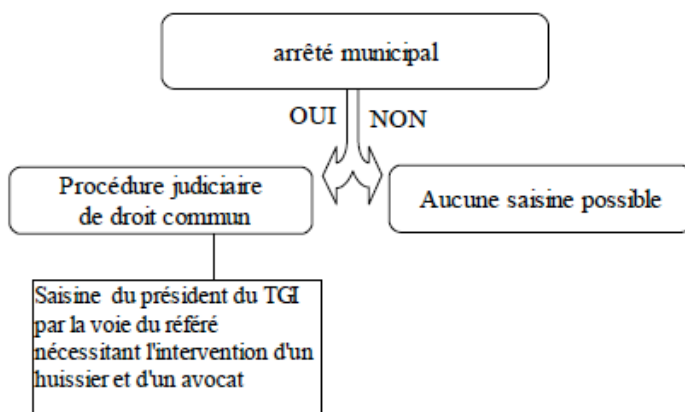 arrêté municipal
OUI NON
Procédure judiciaire
de droit commun
Aucune saisine possible
Saisine du président du TGI
par la voie du référé
nécessitant l'intervention d'un
huissier et d'un avocat